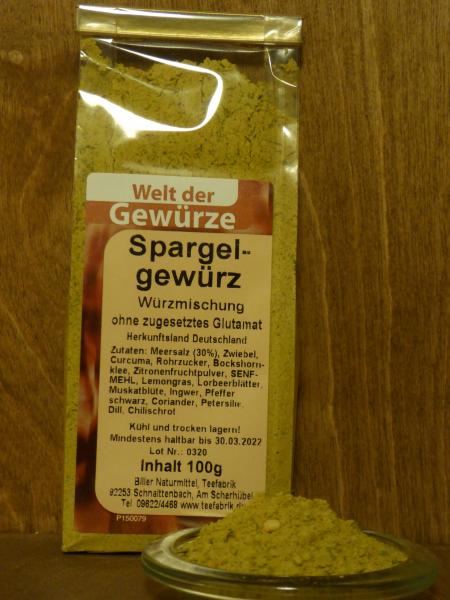 Welt der
Gewürze
Spargel-
gewürz
Würzmischung
ohne zugesetztes Glutamat
Herkunftsland Deutschland
Zutaten: Meersalz (30%), Zwiebel,
Curcuma, Rohrzucker, Bockshorn-
klee, Zitronenfruchtpulver, SENF-
MEHL, Lemongras, Lorbeerblätter,
Muskatblüte, Ingwer, Pfeffer
schwarz, Coriander, Petersilie,
Dill, Chilischrot
Kühl und trocken lagern!
Mindestens haltbar bis 30.03.2022
Lot Nr.: 0320
Inhalt 100g
Biller Naturmittel, Teefabrik
92253 Schnaittenbach, Am Scherhübel
Tel 09622/4469 www.teefabrik.de
P150079